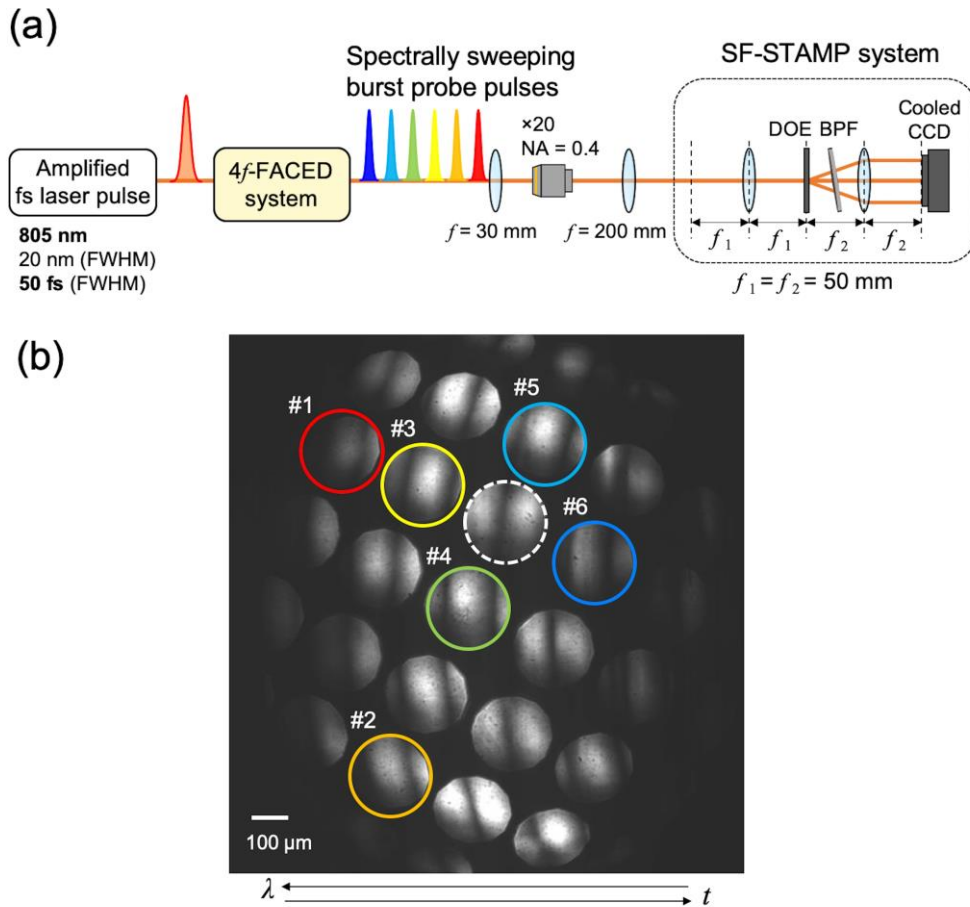 (a)
Spectrally sweeping
burst probe pulses
SF-STAMP system
×20
NA = 0.4
DOE BPF
Cooled
CCD
Amplified
fs laser pulse
4f-FACED
system
805 nm
20 nm (FWHM)
50 fs (FWHM)
f = 30 mm
f = 200 mm
f1
f1
f2
f2
f1 = f2 = 50 mm
(b)
#5
#1
#3
#6
#4
#2
100 µm
λ
t